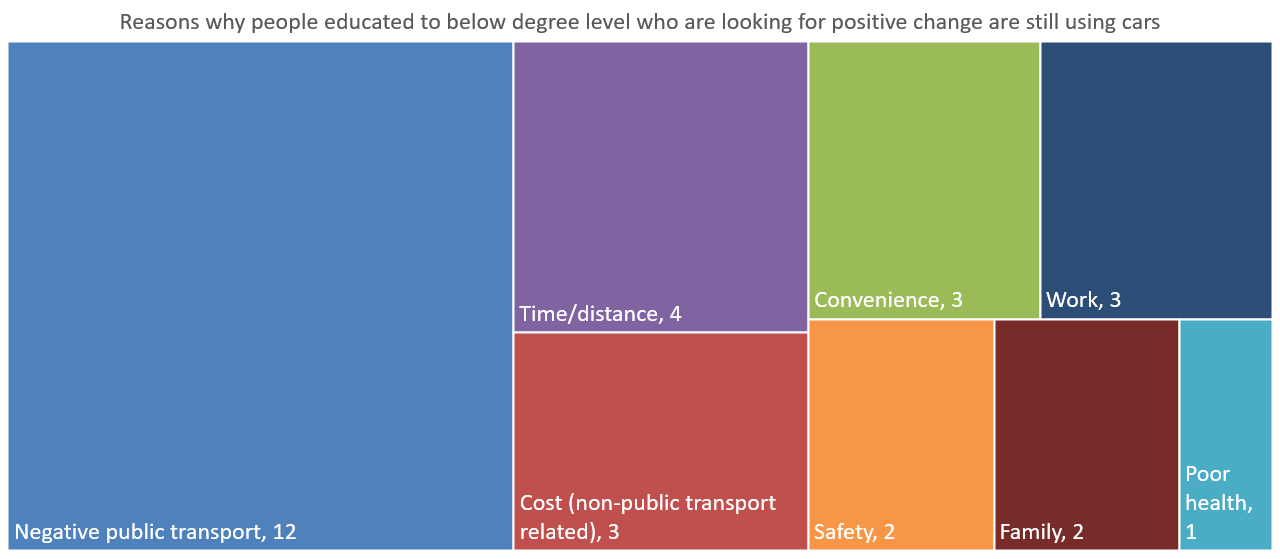 Reasons why people educated to below degree level who are looking for positive change are still using cars
Negative public transport, 12
Time/distance, 4
Cost (non-public transport
related), 3
Convenience, 3
Work, 3
Safety, 2
Family, 2
Poor
health,
1